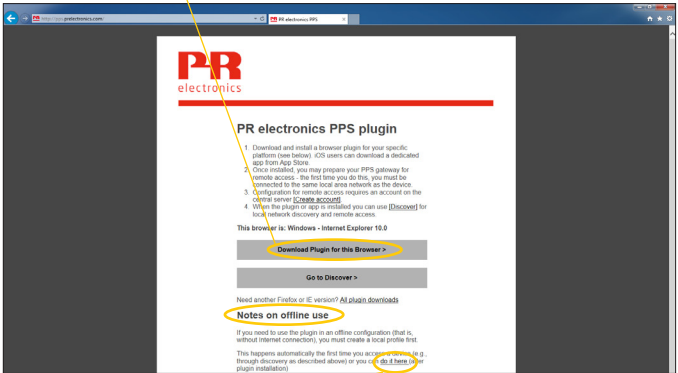 http://pps.prelectronics.com
PR electronics PPS
PR
electronics
PR electronics PPS plugin
1. Download and install a browser plugin for your specific
platform (see below). iOS users can download a dedicated
app from App Store.
2. Once installed, you may prepare your PPS gateway for
remote access - the first time you do this, you must be
connected to the same local area network as the device.
3. Configuration for remote access requires an account on the
central server [Create account].
4. When the plugin or app is installed you can use [Discover] for
local network discovery and remote access.
This browser is: Windows - Internet Explorer 10.0
Download Plugin for this Browser >
Go to Discover >
Need another Firefox or IE version? All plugin downloads
Notes on offline use
If you need to use the plugin in an offline configuration (that is,
without Internet connection), you must create a local profile first.
This happens automatically the first time you access a device (e.g.,
through discovery as described above) or you can do it here (after
plugin installation)